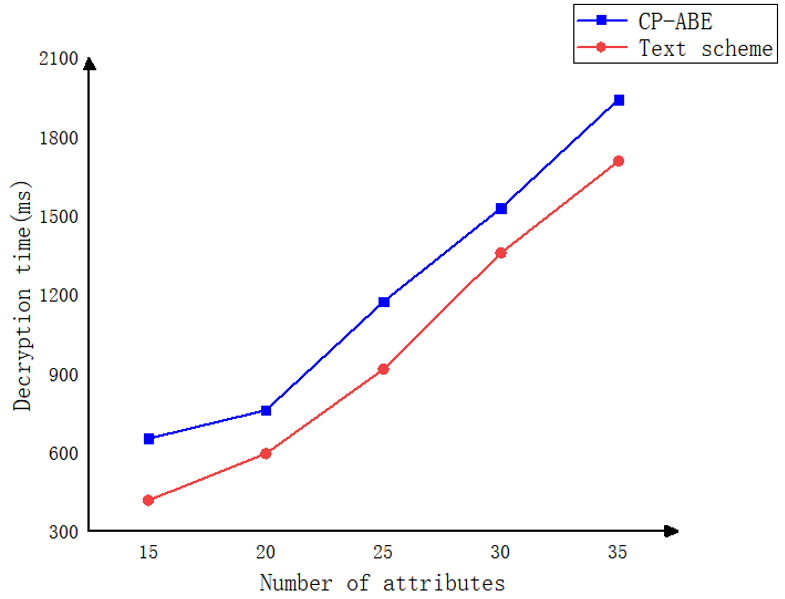 CP-ABE
Text scheme
2100
1800
1500
1200
900
600
300
Decryption time(ms)
15 20 25 30 35
Number of attributes